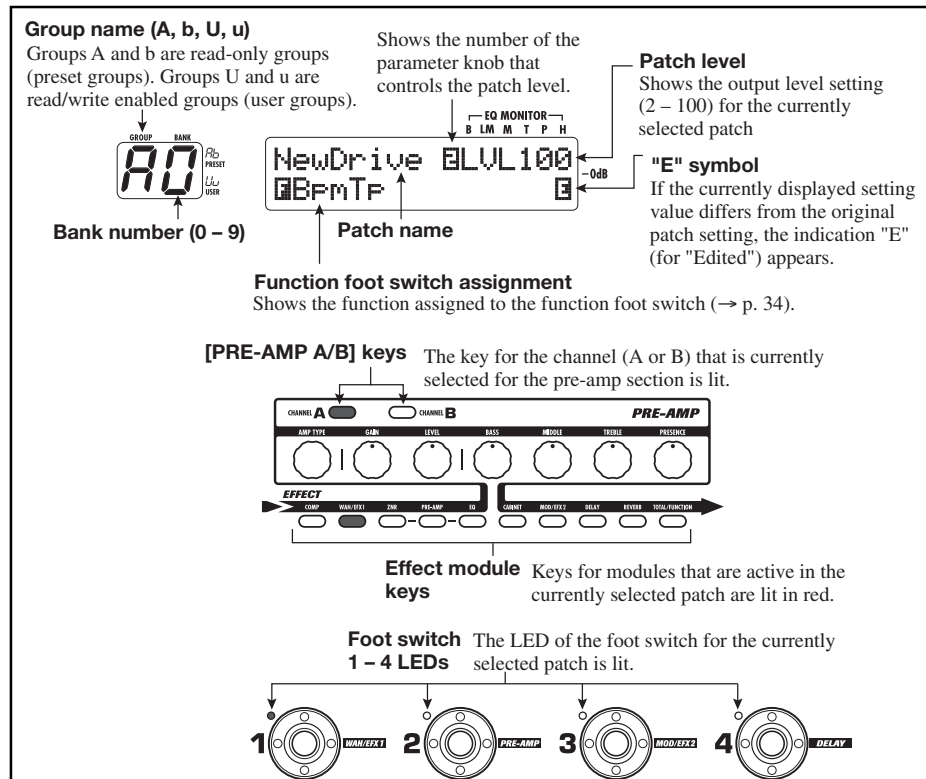 Group name (A, b, U, u)
Groups A and b are read-only groups
(preset groups). Groups U and u are
read/write enabled groups (user groups).
Shows the number of the
parameter knob that
controls the patch level.
Patch level
Shows the output level setting
(2 – 100) for the currently
selected patch
EQ MONITOR
B LM M T P H
GROUP BANK
A0
Ab
PRESET
Uu
USER
NewDrive 2LVL100
–0dB
FBpmTp E
"E" symbol
If the currently displayed setting
value differs from the original
patch setting, the indication "E"
(for "Edited") appears.
Bank number (0 – 9)
Patch name
Function foot switch assignment
Shows the function assigned to the function foot switch (→ p. 34).
[PRE-AMP A/B] keys
The key for the channel (A or B) that is currently
selected for the pre-amp section is lit.
CHANNEL A CHANNEL B PRE-AMP
AMP TYPE GAIN LEVEL BASS MIDDLE TREBLE PRESENCE
EFFECT
COMP WAH/EFX1 ZNR PRE-AMP EQ CABINET MOD/EFX2 DELAY REVERB TOTAL/FUNCTION
Effect module
keys
Keys for modules that are active in the
currently selected patch are lit in red.
Foot switch
1 – 4 LEDs
The LED of the foot switch for the currently
selected patch is lit.
1 WAH/EFX1 2 PRE-AMP 3 MOD/EFX2 4 DELAY